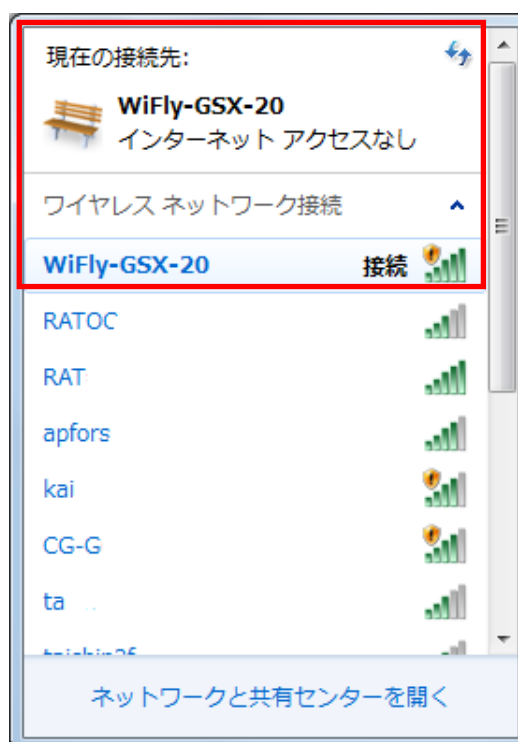 現在の接続先:
WiFly-GSX-20
インターネット アクセスなし
ワイヤレス ネットワーク接続
WiFly-GSX-20 接続
RATOC
RAT
apfors
kai
CG-G
ta
ネットワークと共有センターを開く